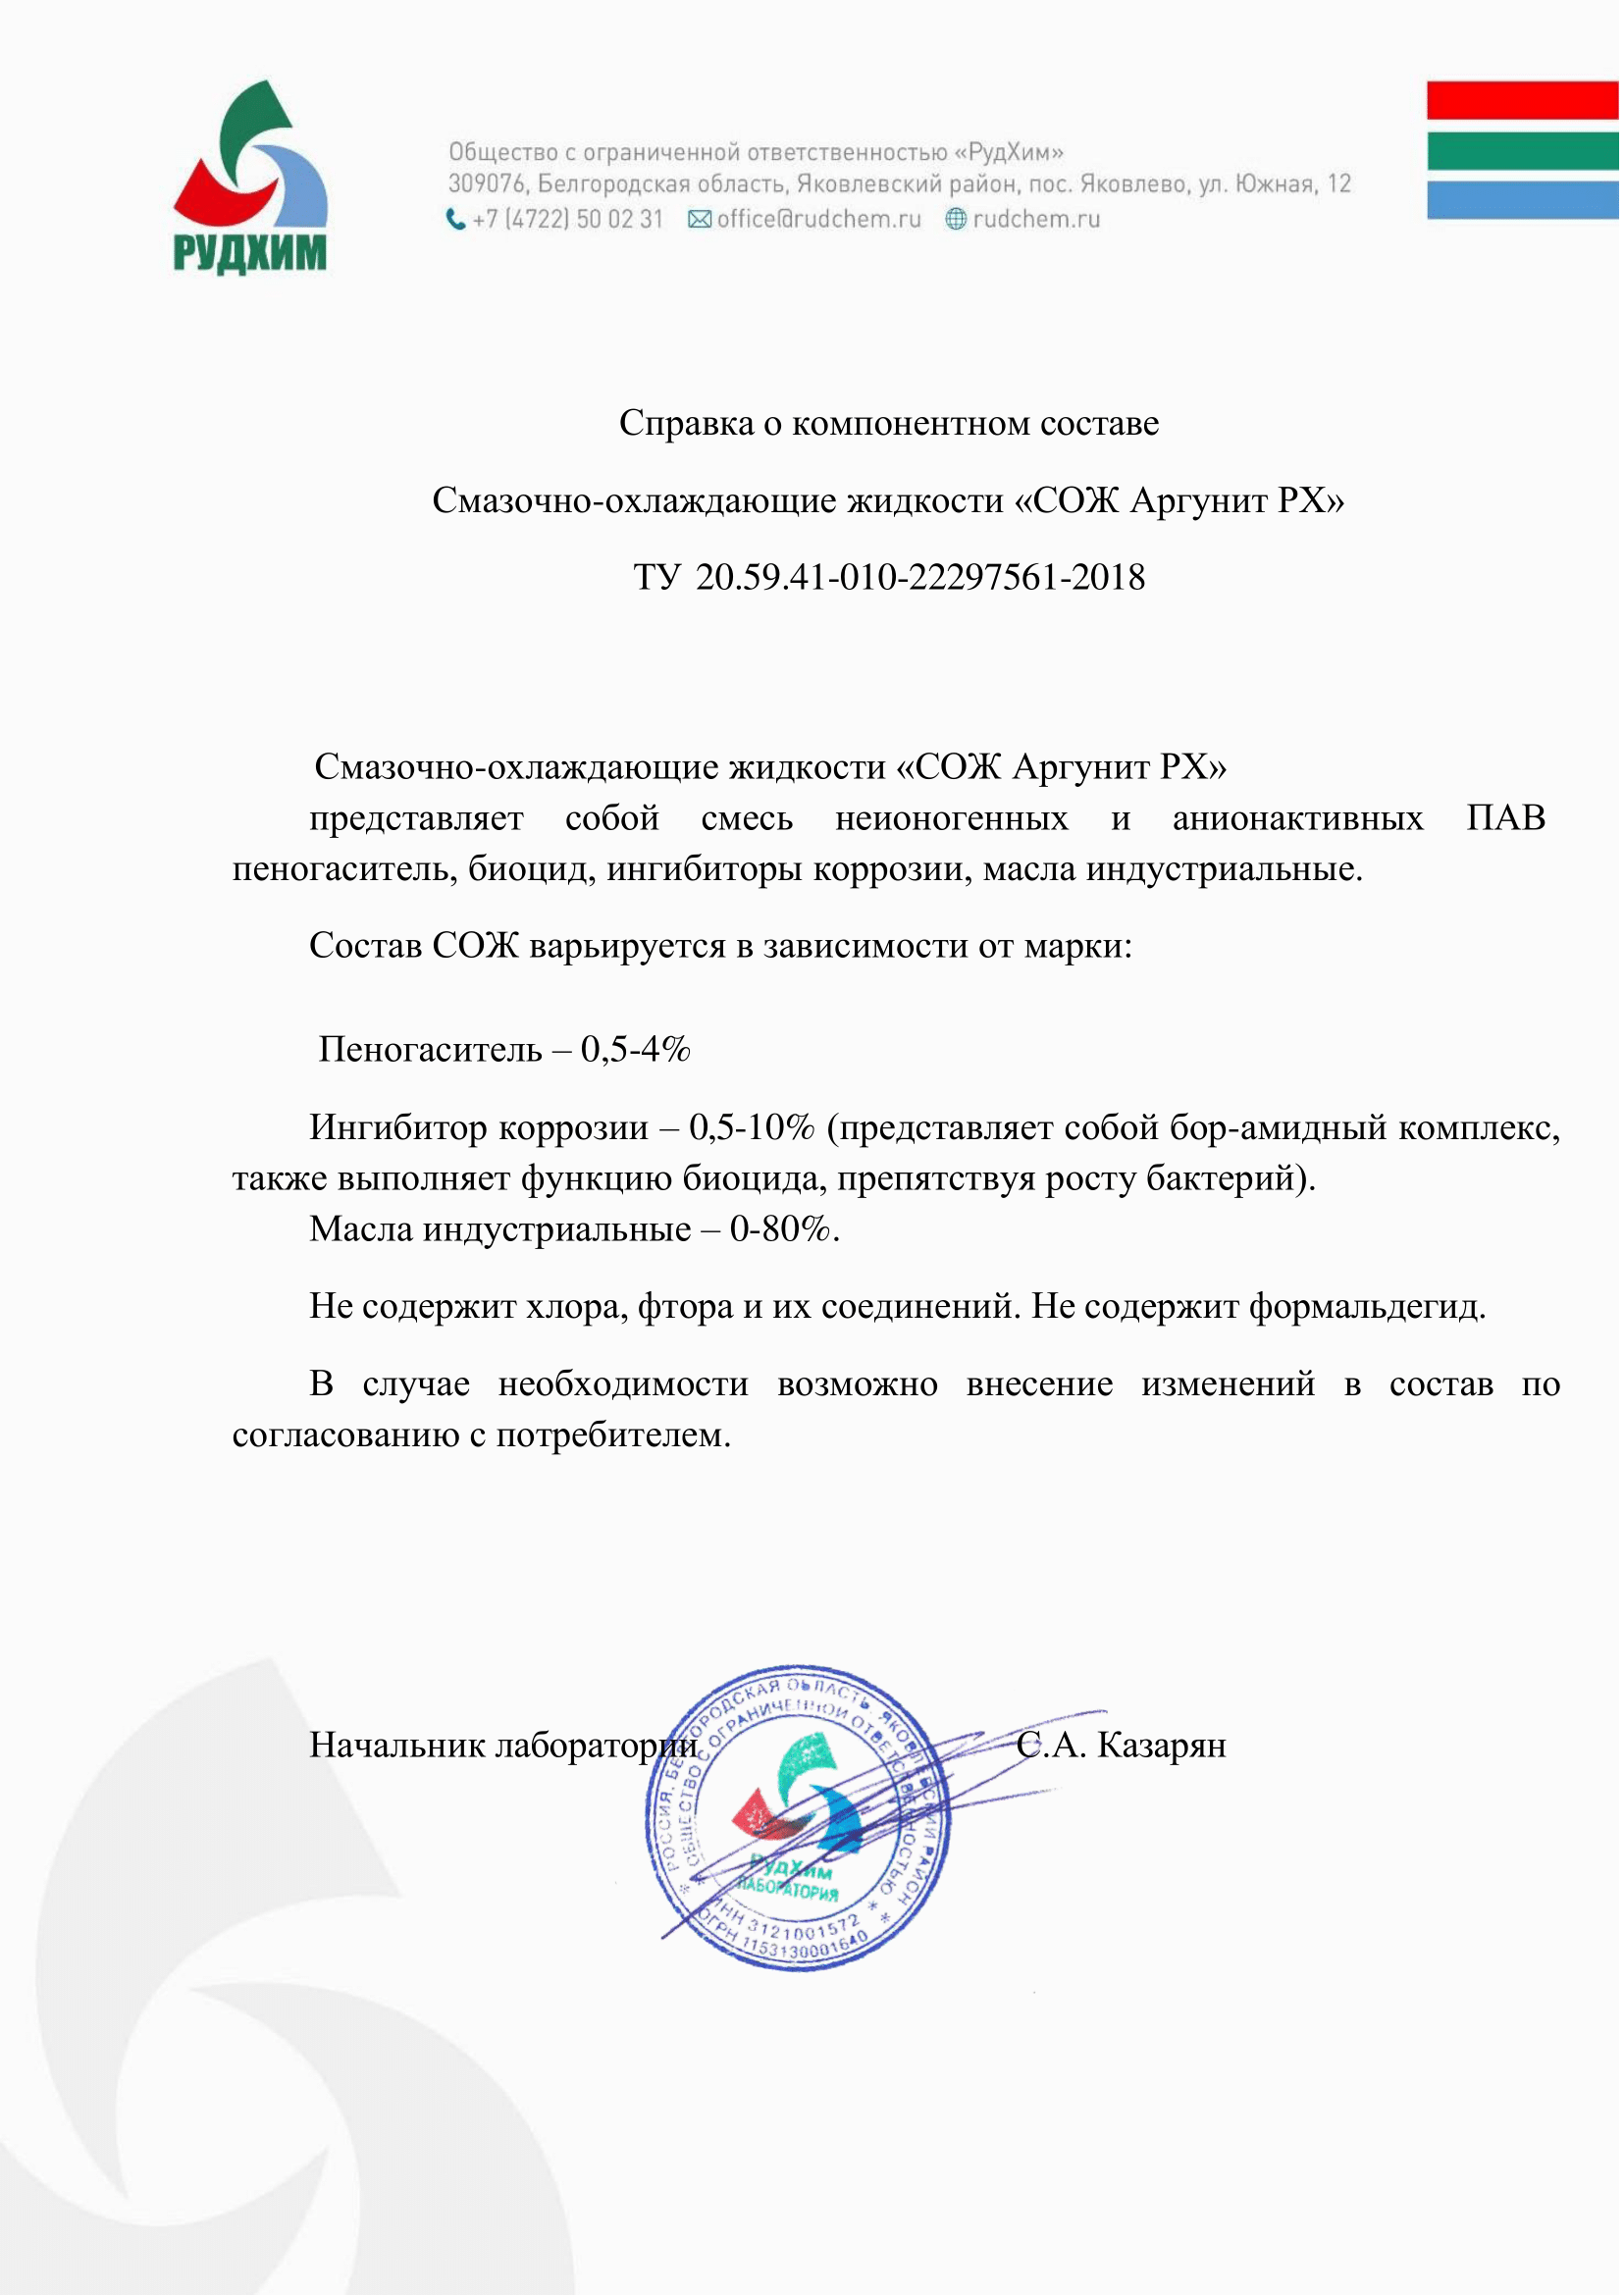 РУДХИМ
Общество с ограниченной ответственностью «РудХим»
309076, Белгородская область, Яковлевский район, пос. Яковлево, ул. Южная, 12
+7 (4722) 50 02 31 office@rudchem.ru rudchem.ru
Справка о компонентном составе
Смазочно-охлаждающие жидкости «СОЖ Аргунит РХ»
ТУ 20.59.41-010-22297561-2018
Смазочно-охлаждающие жидкости «СОЖ Аргунит РХ»
представляет собой смесь неионогенных и анионактивных ПАВ
пеногаситель, биоцид, ингибиторы коррозии, масла индустриальные.
Состав СОЖ варьируется в зависимости от марки:
Пеногаситель – 0,5-4%
Ингибитор коррозии – 0,5-10% (представляет собой бор-амидный комплекс,
также выполняет функцию биоцида, препятствуя росту бактерий).
Масла индустриальные – 0-80%.
Не содержит хлора, фтора и их соединений. Не содержит формальдегид.
В случае необходимости возможно внесение изменений в состав по
согласованию с потребителем.
Начальник лаборатории С.А. Казарян
РОССИЯ, БЕЛГОРОДСКАЯ ОБЛАСТЬ, ЯКОВЛЕВСКИЙ РАЙОН
ОБЩЕСТВО С ОГРАНИЧЕННОЙ ОТВЕТСТВЕННОСТЬЮ
РудХим
ЛАБОРАТОРИЯ
* ИНН 3121001572 *
* ОГРН 1153130001640 *